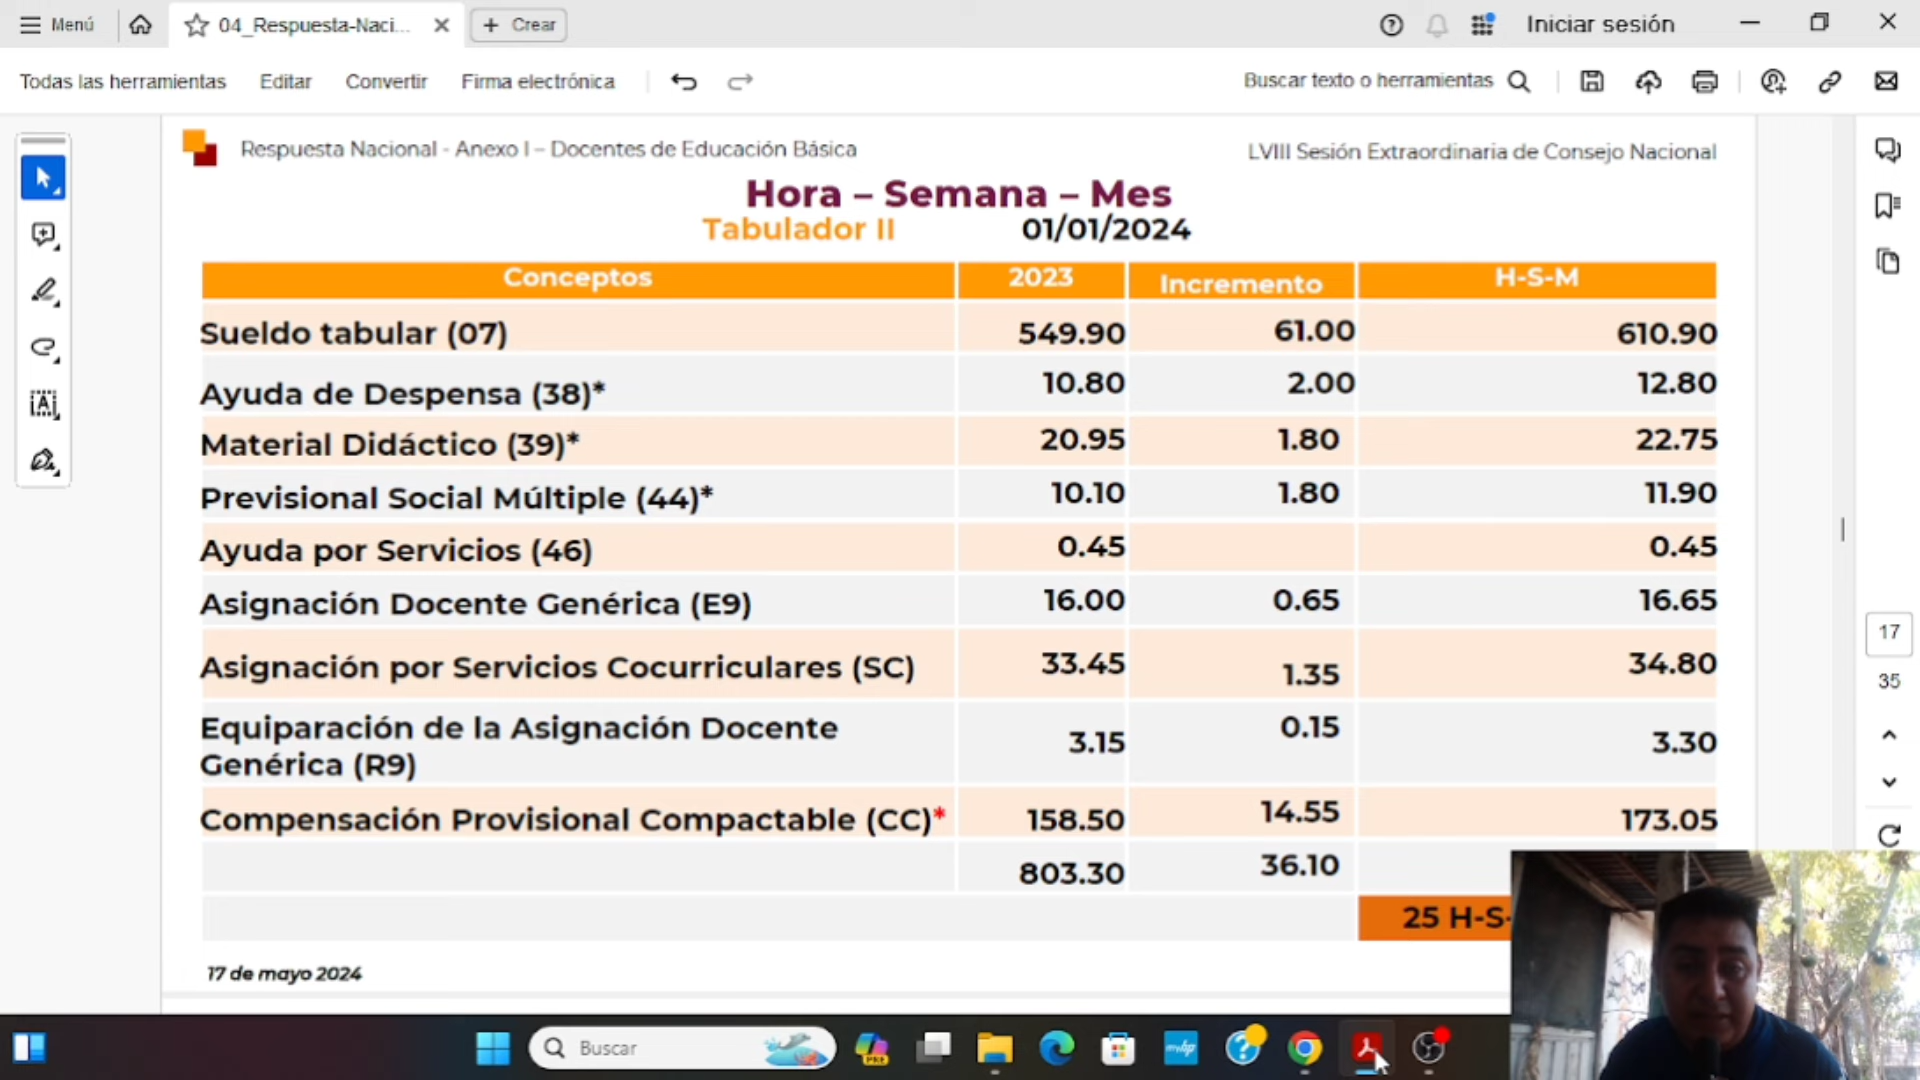 Menú
04_Respuesta-Naci...
Crear
Iniciar sesión
Todas las herramientas
Editar
Convertir
Firma electrónica
Buscar texto o herramientas
Respuesta Nacional - Anexo I – Docentes de Educación Básica
LVIII Sesión Extraordinaria de Consejo Nacional
Hora – Semana – Mes
Tabulador II 01/01/2024
Conceptos 2023 Incremento H-S-M
Sueldo tabular (07) 549.90 61.00 610.90
Ayuda de Despensa (38)* 10.80 2.00 12.80
Material Didáctico (39)* 20.95 1.80 22.75
Previsional Social Múltiple (44)* 10.10 1.80 11.90
Ayuda por Servicios (46) 0.45 0.45
Asignación Docente Genérica (E9) 16.00 0.65 16.65
Asignación por Servicios Cocurriculares (SC) 33.45 1.35 34.80
Equiparación de la Asignación Docente
Genérica (R9) 3.15 0.15 3.30
Compensación Provisional Compactable (CC)* 158.50 14.55 173.05
803.30 36.10
25 H-S-
17 de mayo 2024
17
35
Buscar
PRE